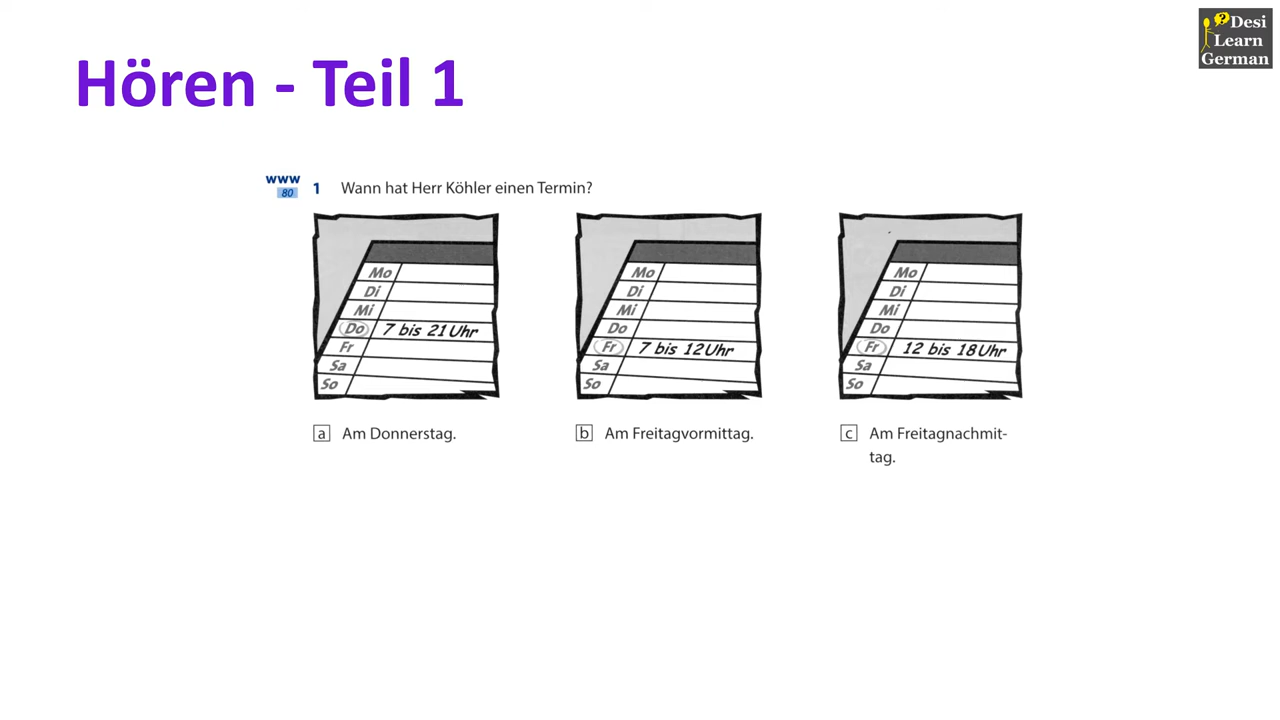 Desi
Learn
German
Hören - Teil 1
www
80
1 Wann hat Herr Köhler einen Termin?
Mo
Di
Mi
Do 7 bis 21 Uhr
Fr
Sa
So
a Am Donnerstag.
Mo
Di
Mi
Do
Fr 7 bis 12 Uhr
Sa
So
b Am Freitagvormittag.
Mo
Di
Mi
Do
Fr 12 bis 18 Uhr
Sa
So
c Am Freitagnachmit-
tag.